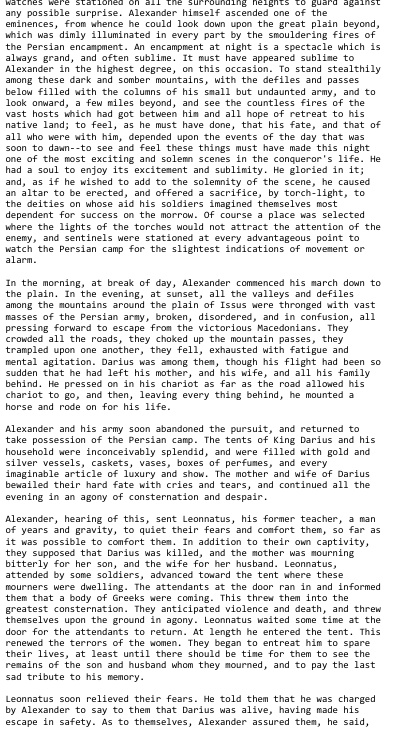 watches were stationed on all the surrounding heights to guard against
any possible surprise. Alexander himself ascended one of the
eminences, from whence he could look down upon the great plain beyond,
which was dimly illuminated in every part by the smouldering fires of
the Persian encampment. An encampment at night is a spectacle which is
always grand, and often sublime. It must have appeared sublime to
Alexander in the highest degree, on this occasion. To stand stealthily
among these dark and somber mountains, with the defiles and passes
below filled with the columns of his small but undaunted army, and to
look onward, a few miles beyond, and see the countless fires of the
vast hosts which had got between him and all hope of retreat to his
native land; to feel, as he must have done, that his fate, and that of
all who were with him, depended upon the events of the day that was
soon to dawn--to see and feel these things must have made this night
one of the most exciting and solemn scenes in the conqueror's life. He
had a soul to enjoy its excitement and sublimity. He gloried in it;
and, as if he wished to add to the solemnity of the scene, he caused
an altar to be erected, and offered a sacrifice, by torch-light, to
the deities on whose aid his soldiers imagined themselves most
dependent for success on the morrow. Of course a place was selected
where the lights of the torches would not attract the attention of the
enemy, and sentinels were stationed at every advantageous point to
watch the Persian camp for the slightest indications of movement or
alarm.
In the morning, at break of day, Alexander commenced his march down to
the plain. In the evening, at sunset, all the valleys and defiles
among the mountains around the plain of Issus were thronged with vast
masses of the Persian army, broken, disordered, and in confusion, all
pressing forward to escape from the victorious Macedonians. They
crowded all the roads, they choked up the mountain passes, they
trampled upon one another, they fell, exhausted with fatigue and
mental agitation. Darius was among them, though his flight had been so
sudden that he had left his mother, and his wife, and all his family
behind. He pressed on in his chariot as far as the road allowed his
chariot to go, and then, leaving every thing behind, he mounted a
horse and rode on for his life.
Alexander and his army soon abandoned the pursuit, and returned to
take possession of the Persian camp. The tents of King Darius and his
household were inconceivably splendid, and were filled with gold and
silver vessels, caskets, vases, boxes of perfumes, and every
imaginable article of luxury and show. The mother and wife of Darius
bewailed their hard fate with cries and tears, and continued all the
evening in an agony of consternation and despair.
Alexander, hearing of this, sent Leonnatus, his former teacher, a man
of years and gravity, to quiet their fears and comfort them, so far as
it was possible to comfort them. In addition to their own captivity,
they supposed that Darius was killed, and the mother was mourning
bitterly for her son, and the wife for her husband. Leonnatus,
attended by some soldiers, advanced toward the tent where these
mourners were dwelling. The attendants at the door ran in and informed
them that a body of Greeks were coming. This threw them into the
greatest consternation. They anticipated violence and death, and threw
themselves upon the ground in agony. Leonnatus waited some time at the
door for the attendants to return. At length he entered the tent. This
renewed the terrors of the women. They began to entreat him to spare
their lives, at least until there should be time for them to see the
remains of the son and husband whom they mourned, and to pay the last
sad tribute to his memory.
Leonnatus soon relieved their fears. He told them that he was charged
by Alexander to say to them that Darius was alive, having made his
escape in safety. As to themselves, Alexander assured them, he said,